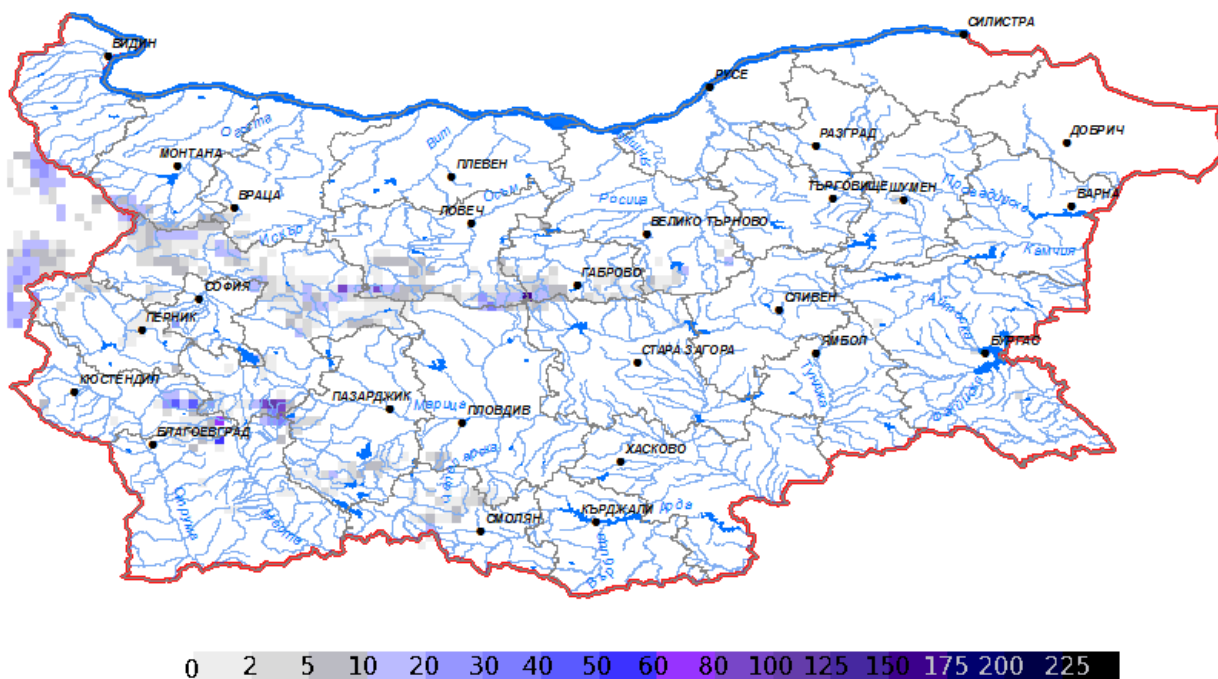 СИЛИСТРА
ВИДИН
РУСЕ
Огоста
Вит
РАЗГРАД
ДОБРИЧ
МОНТАНА
ПЛЕВЕН
ВРАЦА
Осъм
Росица
ТЪРГОВИЩЕ
ШУМЕН
ВАРНА
ЛОВЕЧ
ВЕЛИКО ТЪРНОВО
Искър
Камчия
СОФИЯ
ГАБРОВО
СЛИВЕН
ПЕРНИК
СТАРА ЗАГОРА
ЯМБОЛ
БУРГАС
КЮСТЕНДИЛ
ПАЗАРДЖИК
Марица
ПЛОВДИВ
Тунджа
БЛАГОЕВГРАД
ХАСКОВО
Струма
Места
СМОЛЯН
КЪРДЖАЛИ
0 2 5 10 20 30 40 50 60 80 100 125 150 175 200 225